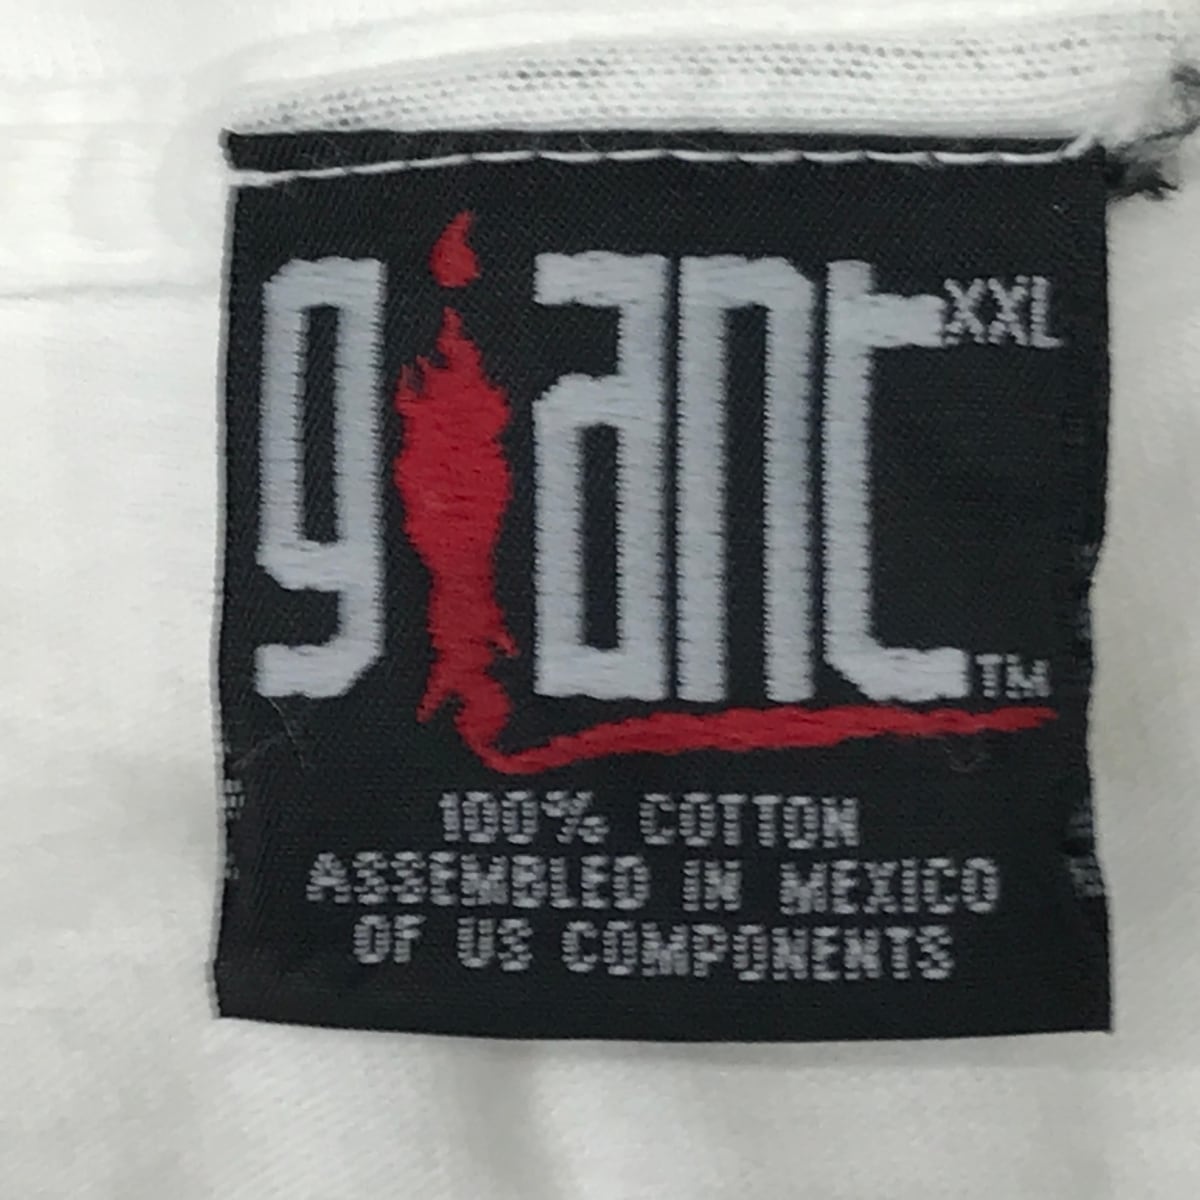 giant XXL
TM
100% COTTON
ASSEMBLED IN MEXICO
OF US COMPONENTS